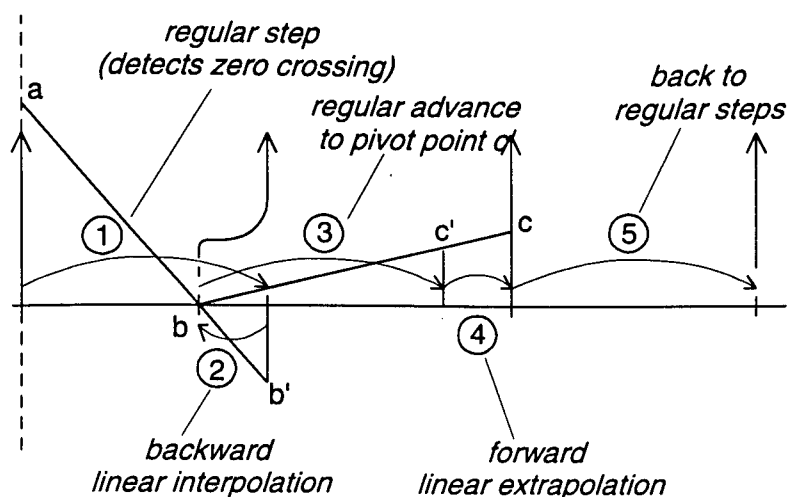 regular step
(detects zero crossing)
a
regular advance
to pivot point c'
back to
regular steps
1
3
c'
c
5
b
2
b'
4
backward
linear interpolation
forward
linear extrapolation